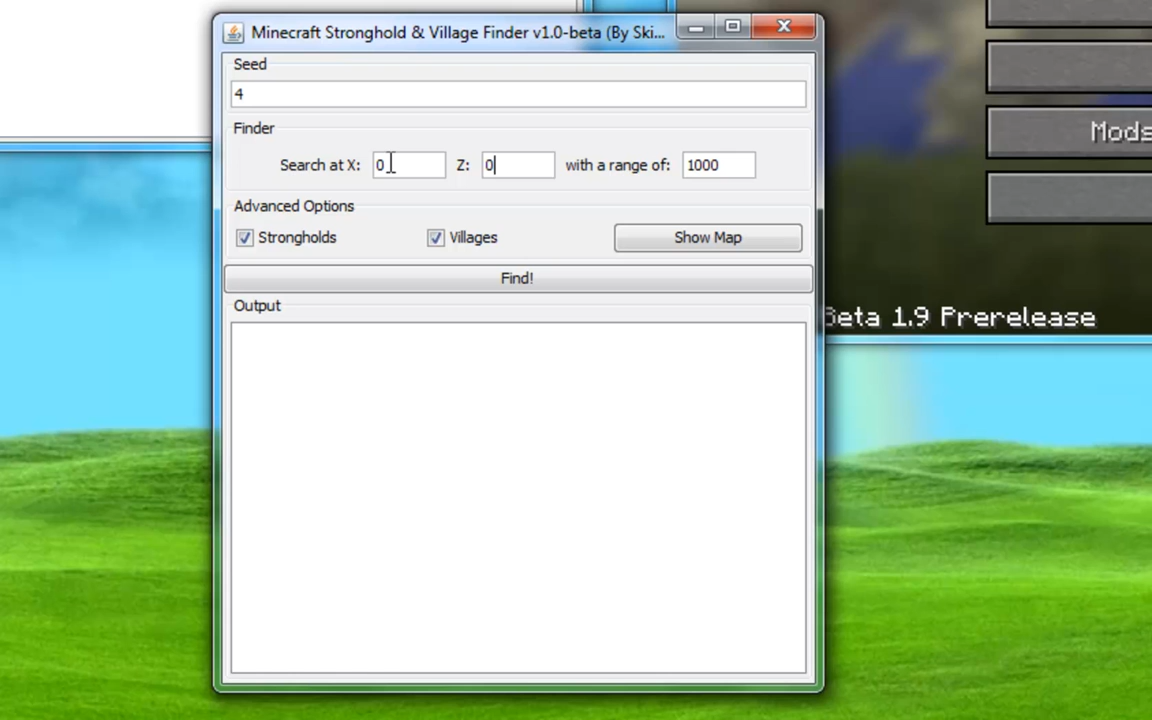 Minecraft Stronghold & Village Finder v1.0-beta (By Ski...
Seed
4
Finder
Search at X: 0 Z: 0 with a range of: 1000
Advanced Options
Strongholds Villages Show Map
Find!
Output
Mods
Beta 1.9 Prerelease